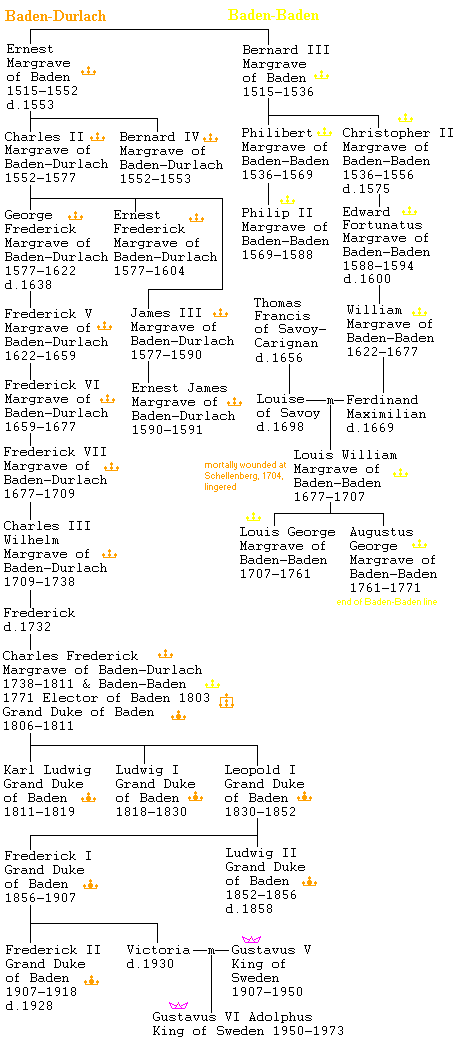 Baden-Durlach
Baden-Baden
Ernest
Margrave
of Baden
1515-1552
d.1553
Bernard III
Margrave
of Baden
1515-1536
Charles II
Margrave of
Baden-Durlach
1552-1577
Bernard IV
Margrave of
Baden-Durlach
1552-1553
Philibert
Margrave of
Baden-Baden
1536-1569
Christopher II
Margrave of
Baden-Baden
1536-1556
d.1575
George
Frederick
Margrave of
Baden-Durlach
1577-1622
d.1638
Ernest
Frederick
Margrave of
Baden-Durlach
1577-1604
Philip II
Margrave of
Baden-Baden
1569-1588
Edward
Fortunatus
Margrave of
Baden-Baden
1588-1594
d.1600
Frederick V
Margrave of
Baden-Durlach
1622-1659
James III
Margrave of
Baden-Durlach
1577-1590
Thomas
Francis
of Savoy-
Carignan
d.1656
William
Margrave of
Baden-Baden
1622-1677
Frederick VI
Margrave of
Baden-Durlach
1659-1677
Ernest James
Margrave of
Baden-Durlach
1590-1591
Louise
of Savoy
d.1698
m
Ferdinand
Maximilian
d.1669
Frederick VII
Margrave of
Baden-Durlach
1677-1709
mortally wounded at
Schellenberg, 1704,
lingered
Louis William
Margrave of
Baden-Baden
1677-1707
Charles III
Wilhelm
Margrave of
Baden-Durlach
1709-1738
Louis George
Margrave of
Baden-Baden
1707-1761
Augustus
George
Margrave of
Baden-Baden
1761-1771
end of Baden-Baden line
Frederick
d.1732
Charles Frederick
Margrave of Baden-Durlach
1738-1811 & Baden-Baden
1771 Elector of Baden 1803
Grand Duke of Baden
1806-1811
Karl Ludwig
Grand Duke
of Baden
1811-1819
Ludwig I
Grand Duke
of Baden
1818-1830
Leopold I
Grand Duke
of Baden
1830-1852
Frederick I
Grand Duke
of Baden
1856-1907
Ludwig II
Grand Duke
of Baden
1852-1856
d.1858
Frederick II
Grand Duke
of Baden
1907-1918
d.1928
Victoria
d.1930
m
Gustavus V
King of
Sweden
1907-1950
Gustavus VI Adolphus
King of Sweden 1950-1973